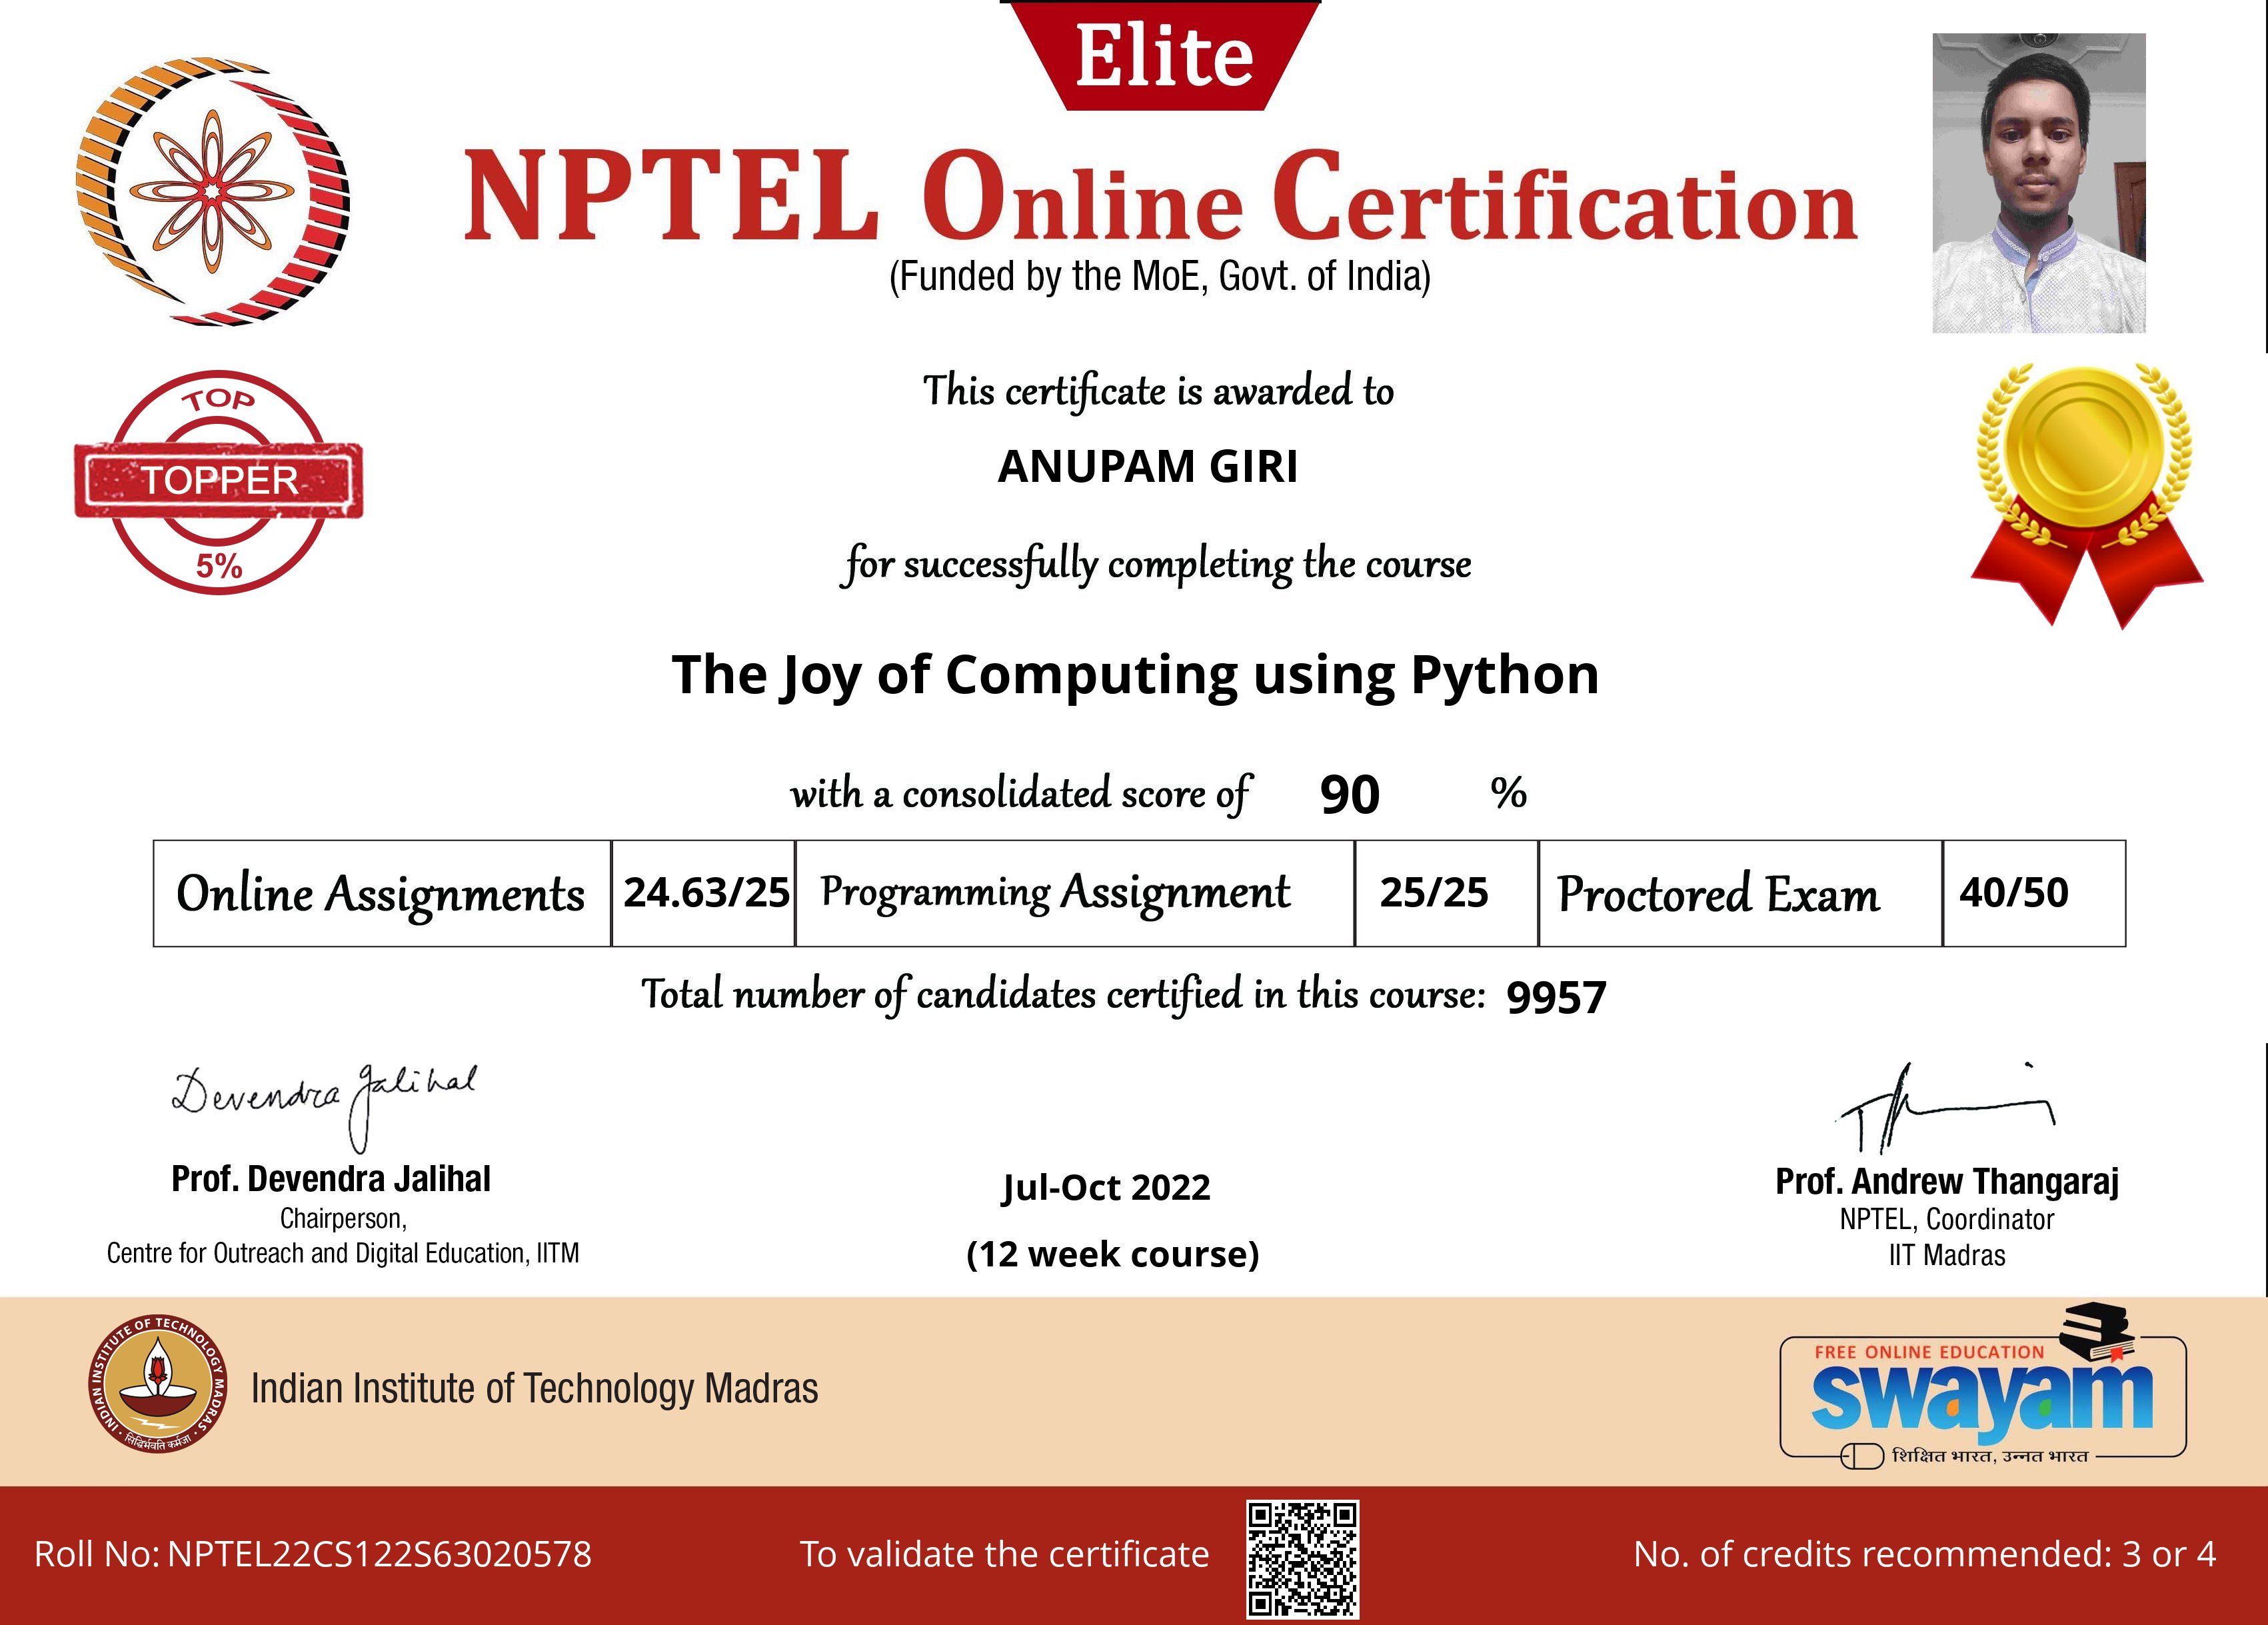 Elite
NPTEL Online Certification
(Funded by the MoE, Govt. of India)
TOP
TOPPER
5%
This certificate is awarded to
ANUPAM GIRI
for successfully completing the course
The Joy of Computing using Python
with a consolidated score of 90 %
Online Assignments 24.63/25 Programming Assignment 25/25 Proctored Exam 40/50
Total number of candidates certified in this course: 9957
Devendra Jalihal
Prof. Devendra Jalihal
Chairperson,
Centre for Outreach and Digital Education, IITM
Jul-Oct 2022
(12 week course)
Prof. Andrew Thangaraj
NPTEL, Coordinator
IIT Madras
INDIAN INSTITUTE OF TECHNOLOGY MADRAS
सिद्धिर्भवति कर्मजा
Indian Institute of Technology Madras
FREE ONLINE EDUCATION
swayam
शिक्षित भारत, उन्नत भारत
Roll No: NPTEL22CS122S63020578
To validate the certificate
No. of credits recommended: 3 or 4